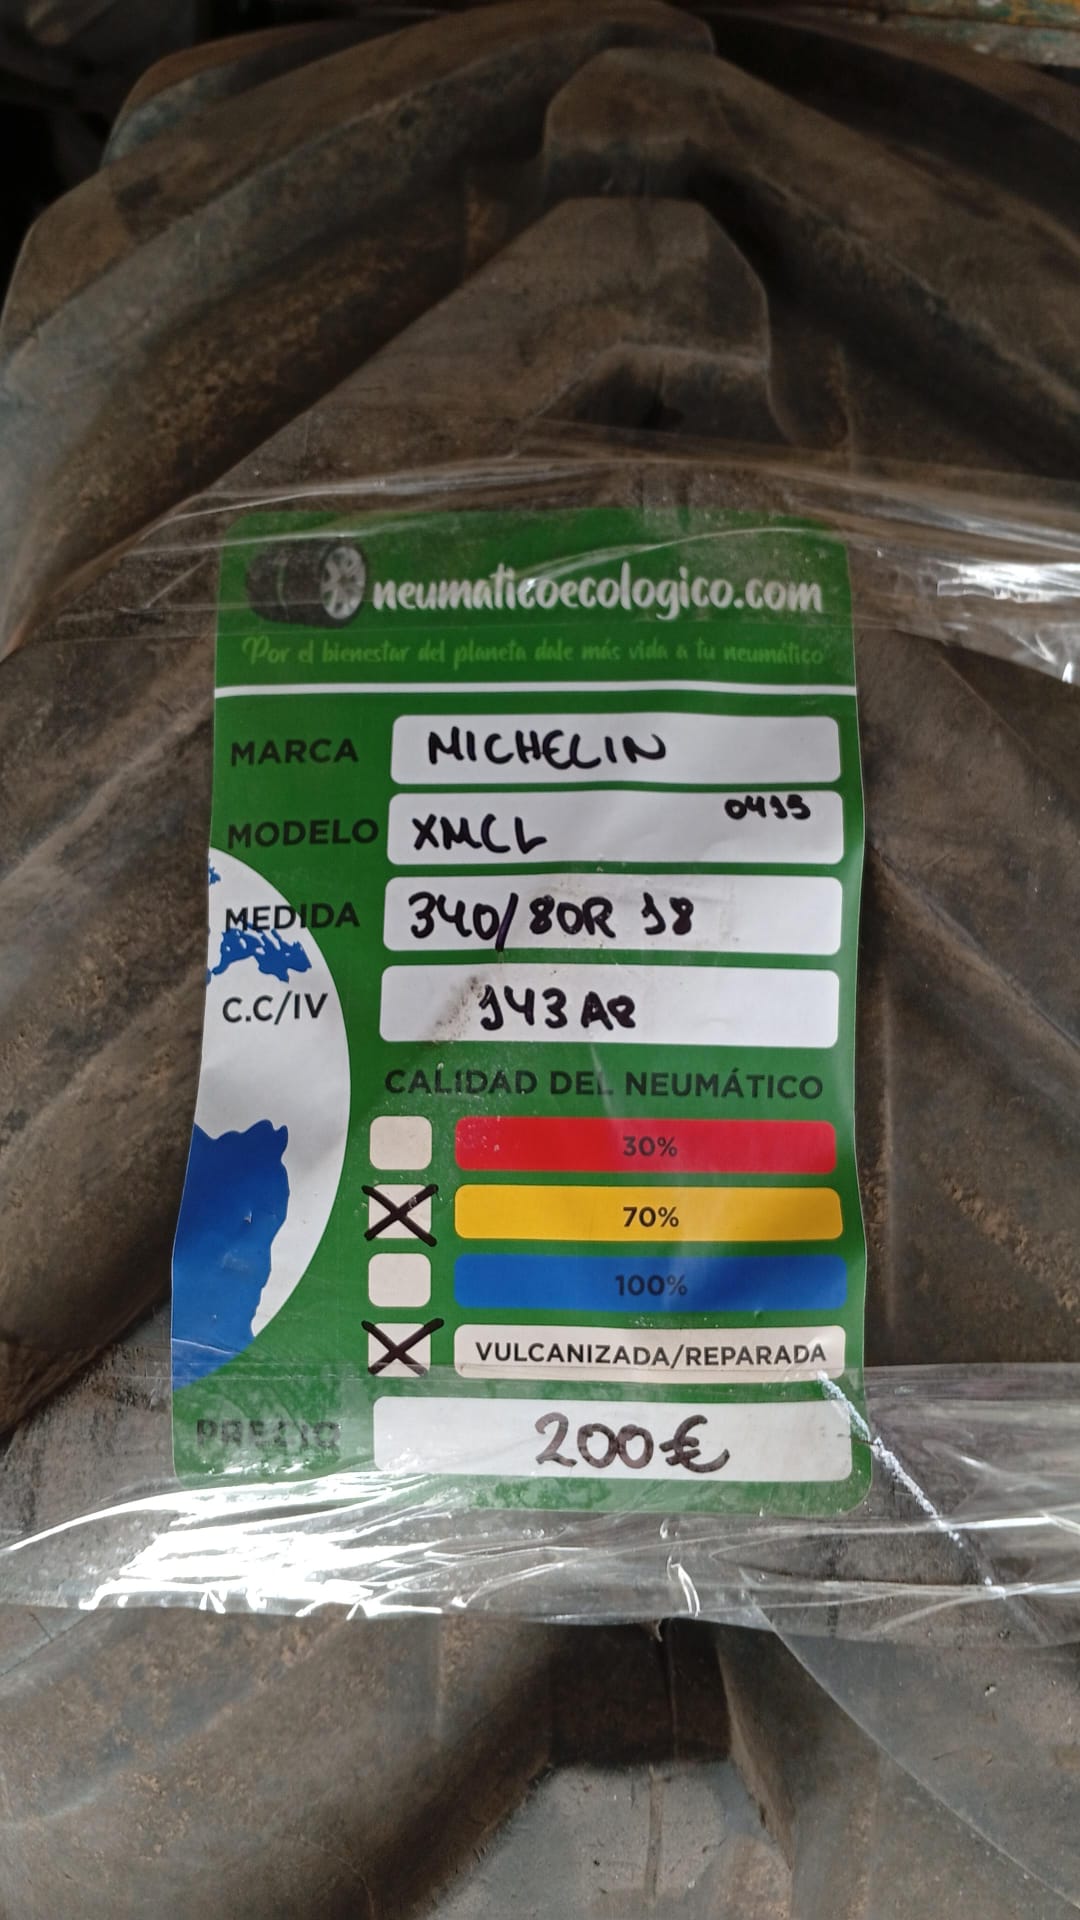 neumaticoecologico.com
Por el bienestar del planeta dale más vida a tu neumático
MARCA MICHELIN
MODELO XMCL 0415
MEDIDA 340/80R 18
C.C/IV 143 A8
CALIDAD DEL NEUMÁTICO
30%
X 70%
100%
X VULCANIZADA/REPARADA
PRECIO 200€